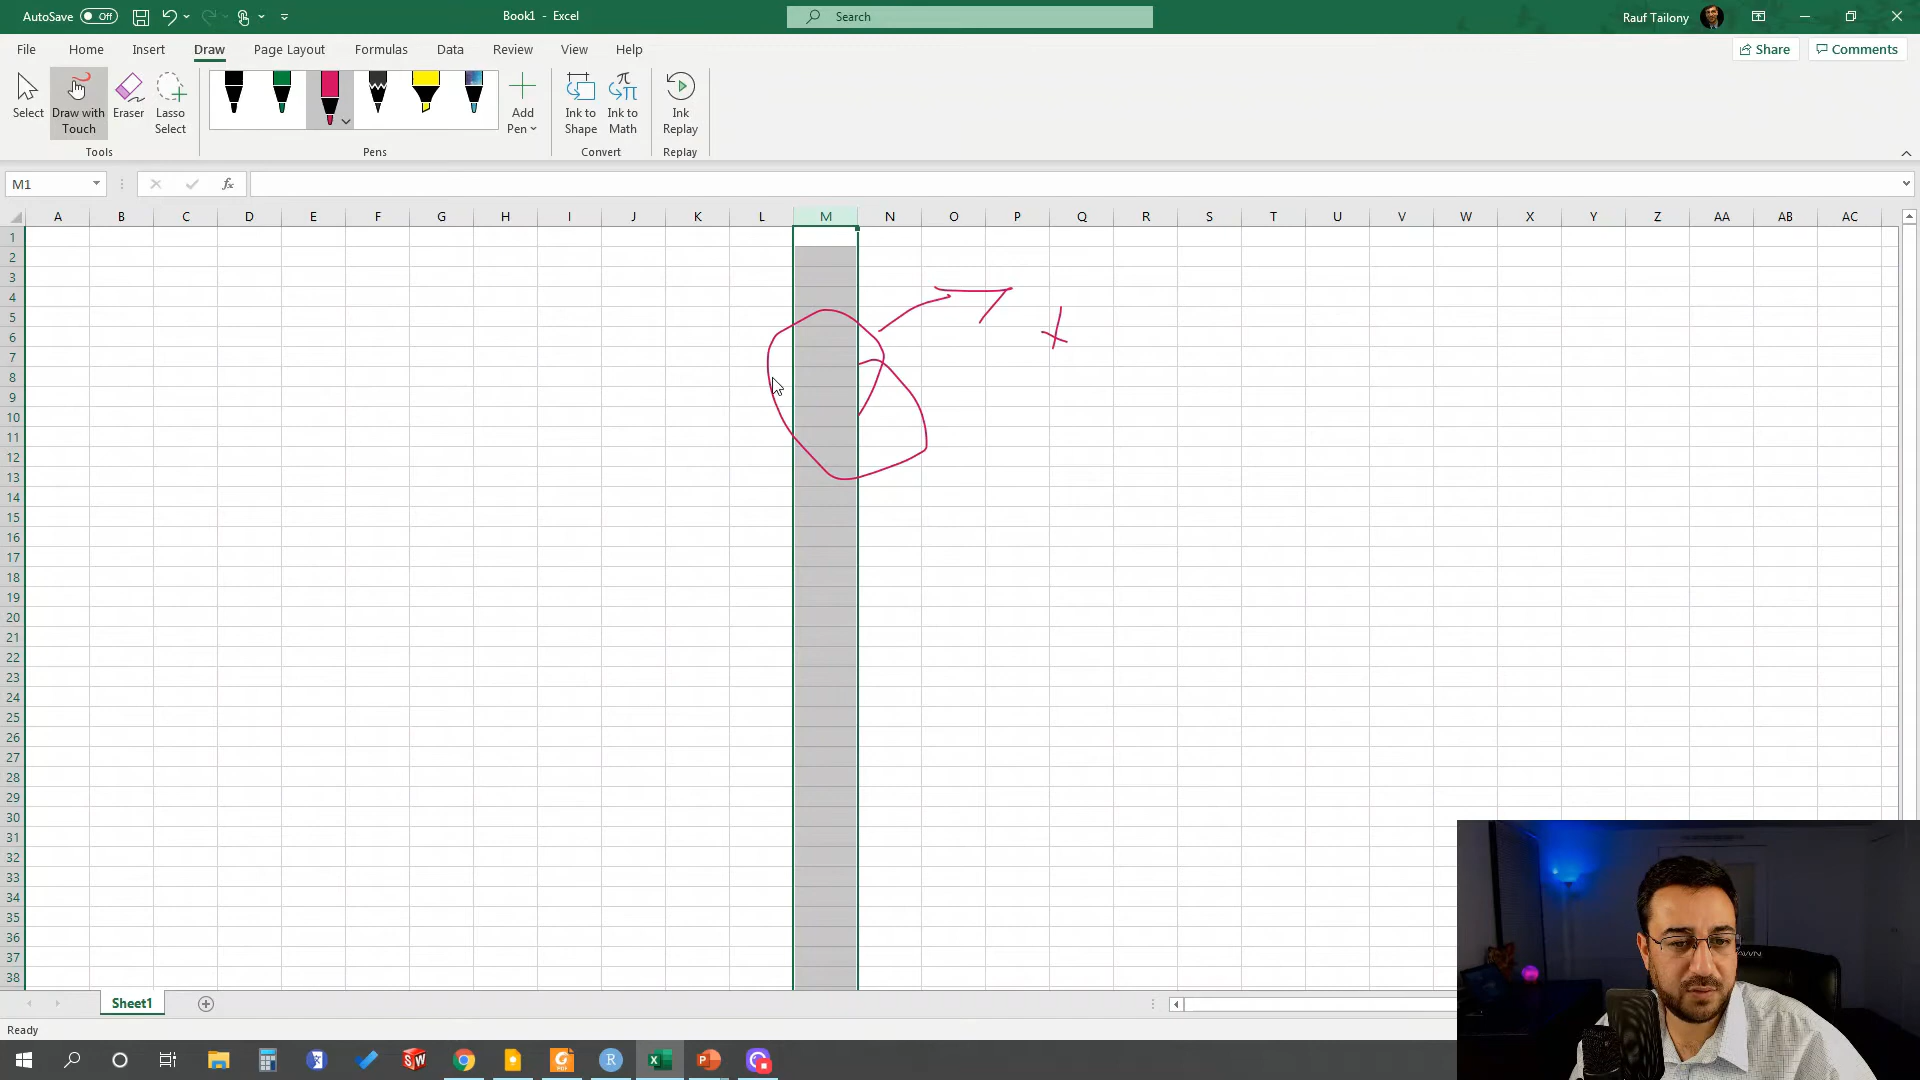 AutoSave Off
Book1 - Excel
Search
Rauf Tailony
File Home Insert Draw Page Layout Formulas Data Review View Help
Share Comments
Select
Draw with Touch
Eraser
Lasso Select
Add Pen
Ink to Shape
Ink to Math
Ink Replay
Tools
Pens
Convert
Replay
M1
fx
A B C D E F G H I J K L M N O P Q R S T U V W X Y Z AA AB AC
1
2
3
4
5
6
7
8
9
10
11
12
13
14
15
16
17
18
19
20
21
22
23
24
25
26
27
28
29
30
31
32
33
34
35
36
37
38
Sheet1
Ready